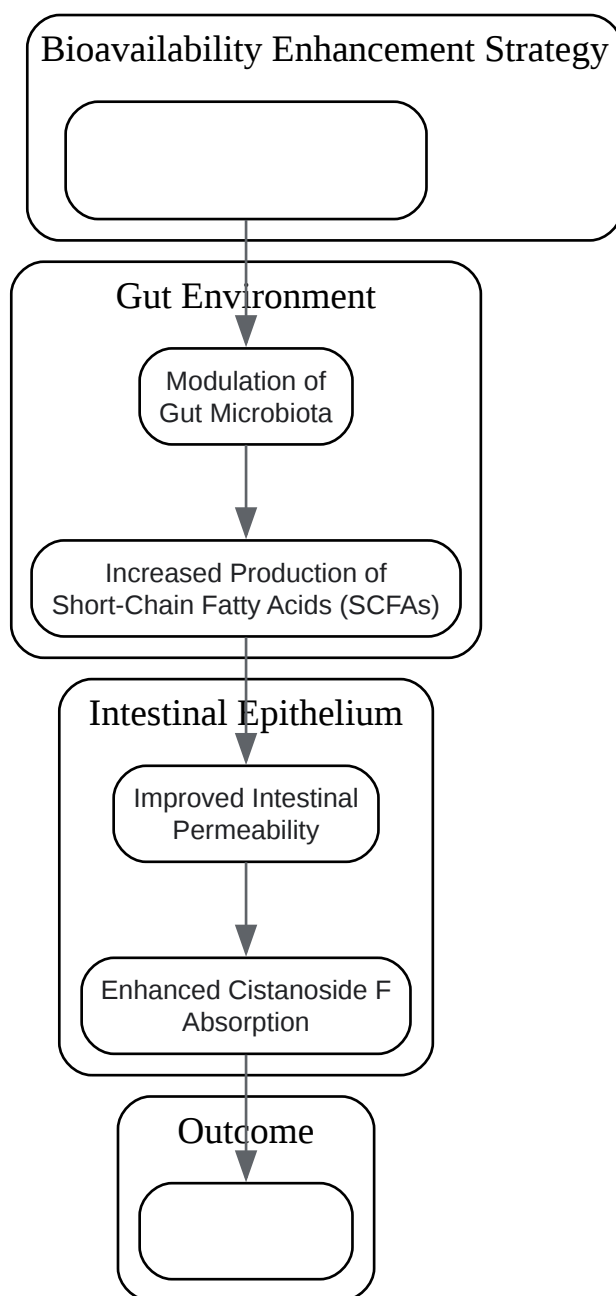 Bioavailability Enhancement Strategy
Gut Environment
Modulation of
Gut Microbiota
Increased Production of
Short-Chain Fatty Acids (SCFAs)
Intestinal Epithelium
Improved Intestinal
Permeability
Enhanced Cistanoside F
Absorption
Outcome